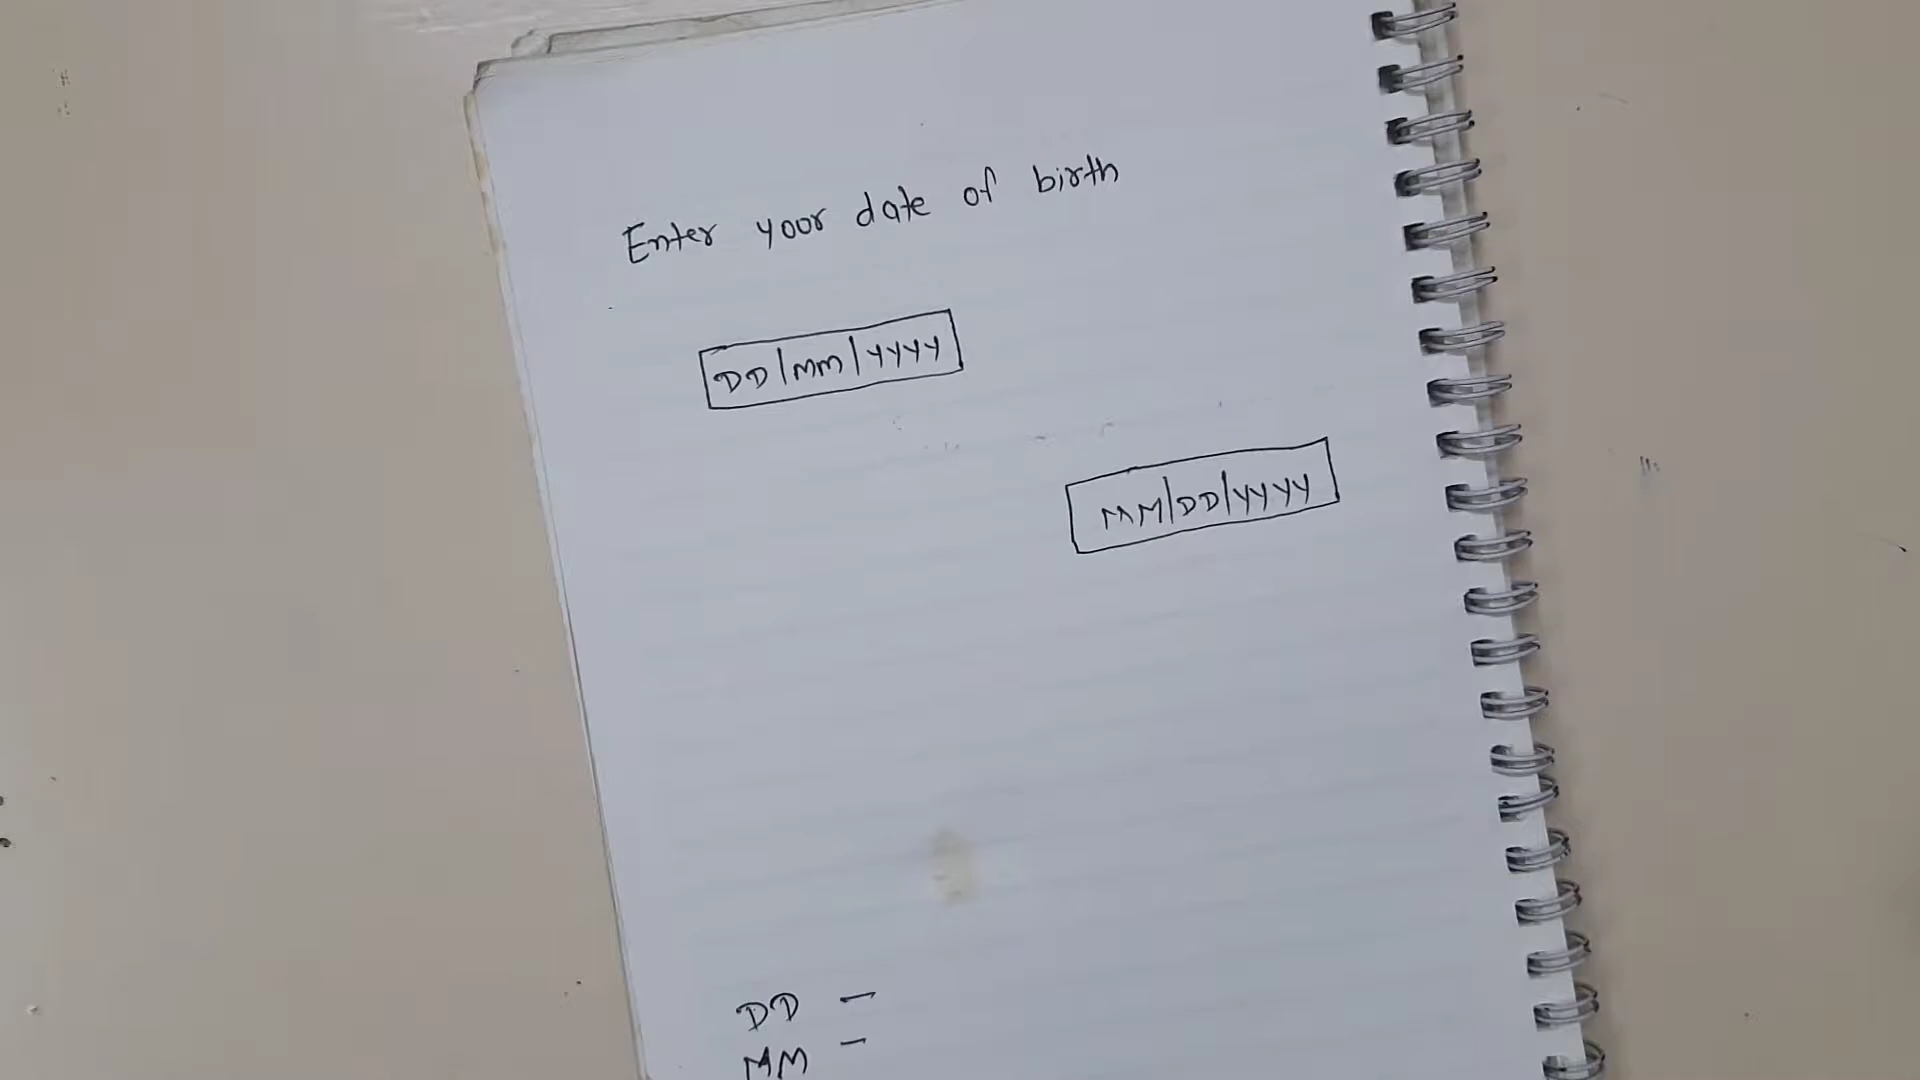 Enter your date of birth
DD/MM/YYYY
MM/DD/YYYY
DD -
MM -